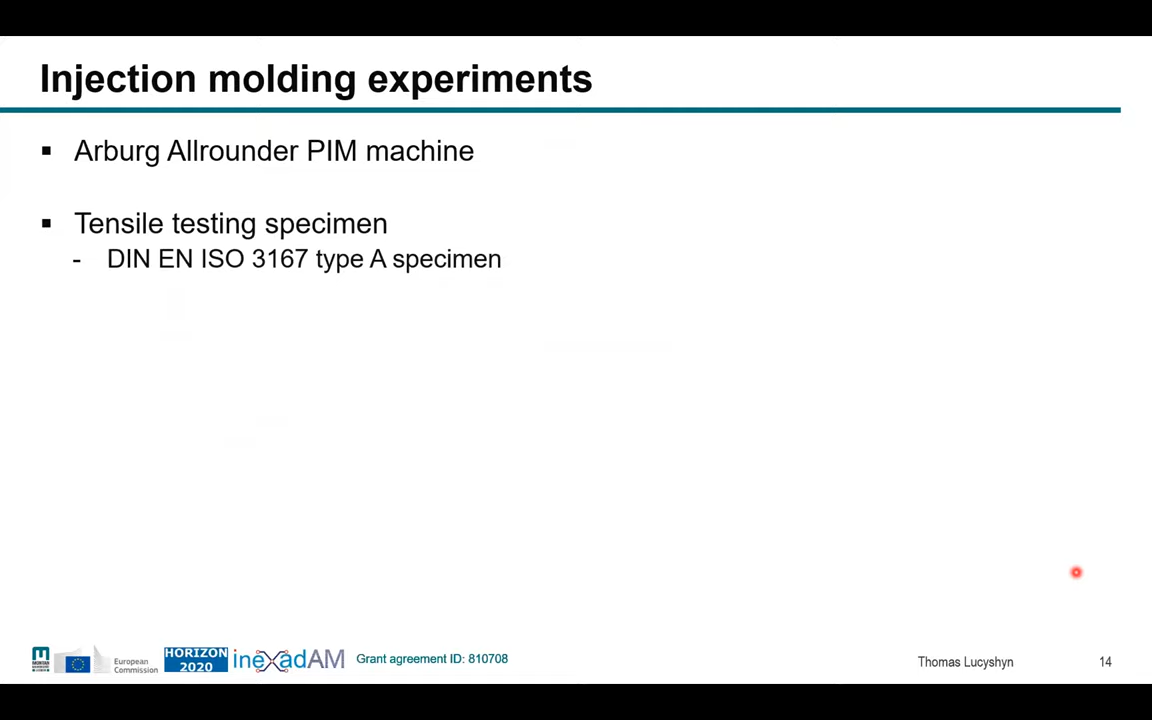 Injection molding experiments
▪ Arburg Allrounder PIM machine
▪ Tensile testing specimen
- DIN EN ISO 3167 type A specimen
European
Commission
HORIZON
2020
inexadAM
Grant agreement ID: 810708
Thomas Lucyshyn
14